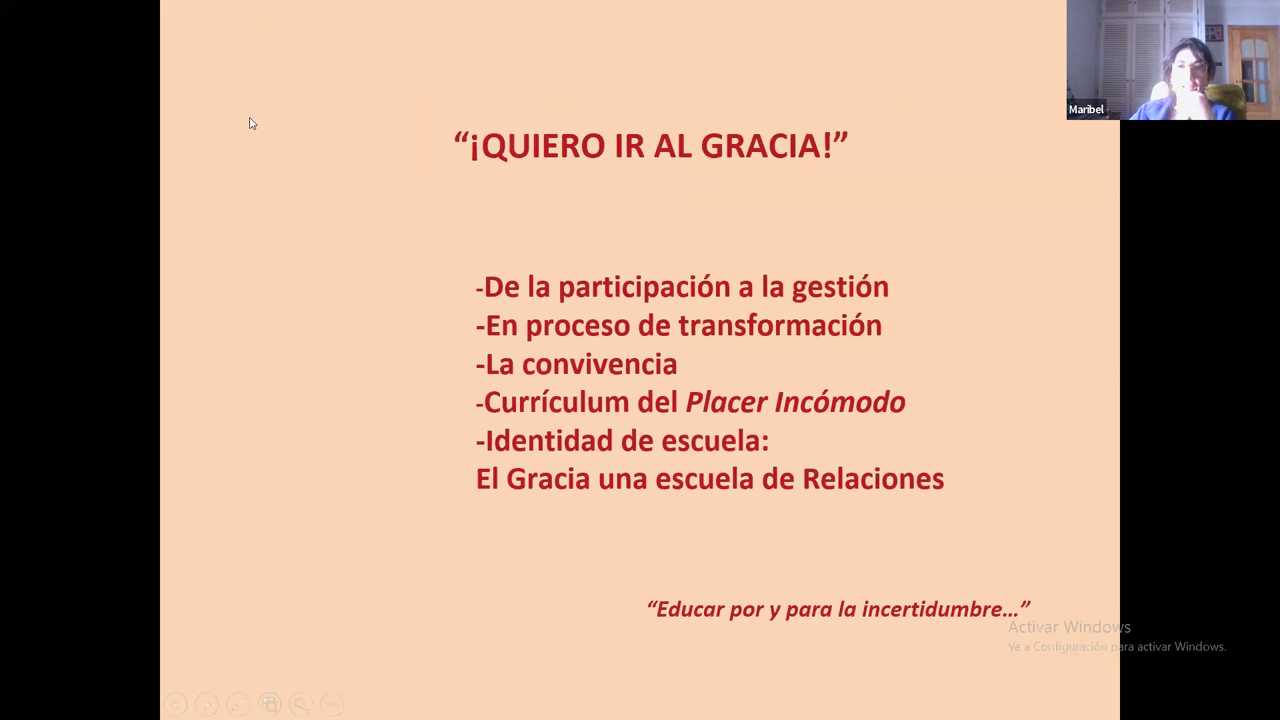 Maribel
“¡QUIERO IR AL GRACIA!”
-De la participación a la gestión
-En proceso de transformación
-La convivencia
-Currículum del Placer Incómodo
-Identidad de escuela:
El Gracia una escuela de Relaciones
“Educar por y para la incertidumbre…”
Activar Windows
Ve a Configuración para activar Windows.